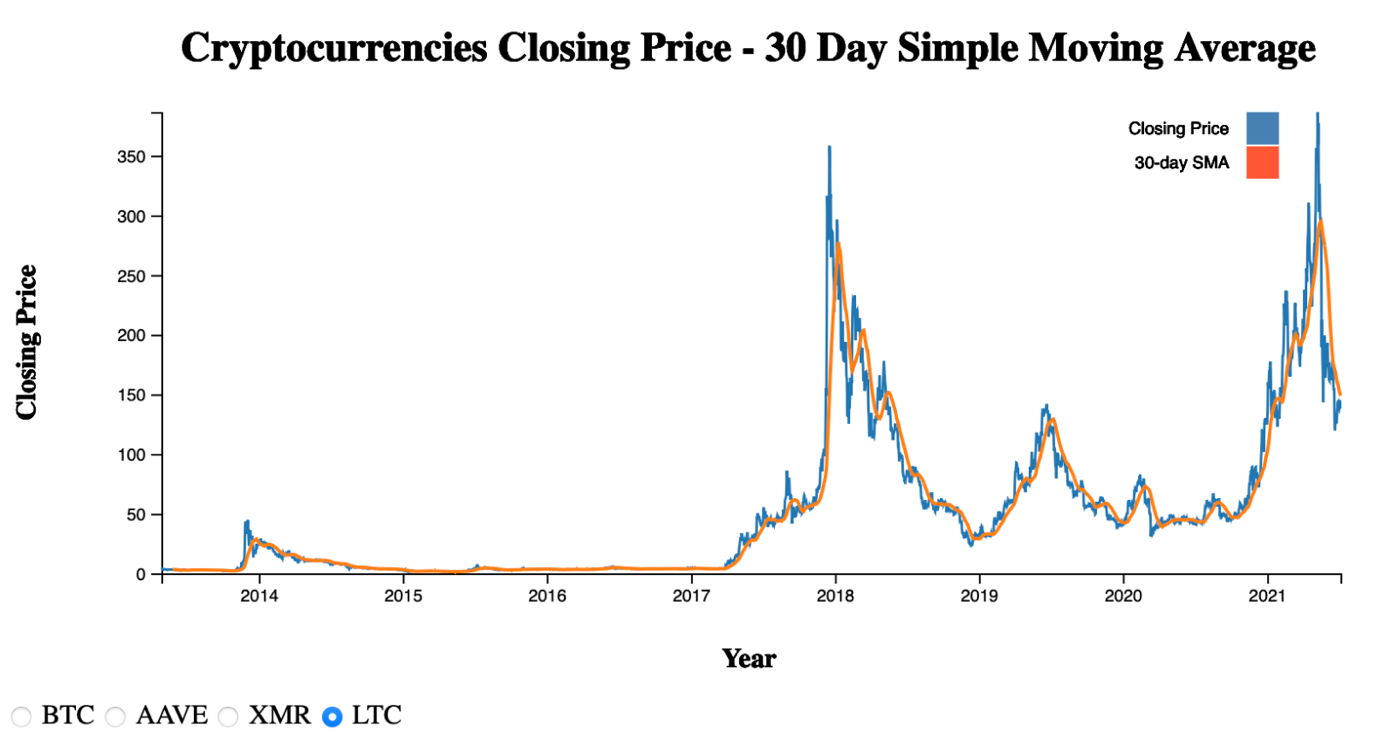 Cryptocurrencies Closing Price - 30 Day Simple Moving Average
Closing Price
30-day SMA
350
300
250
200
150
100
50
0
Closing Price
2014 2015 2016 2017 2018 2019 2020 2021
Year
BTC AAVE XMR LTC